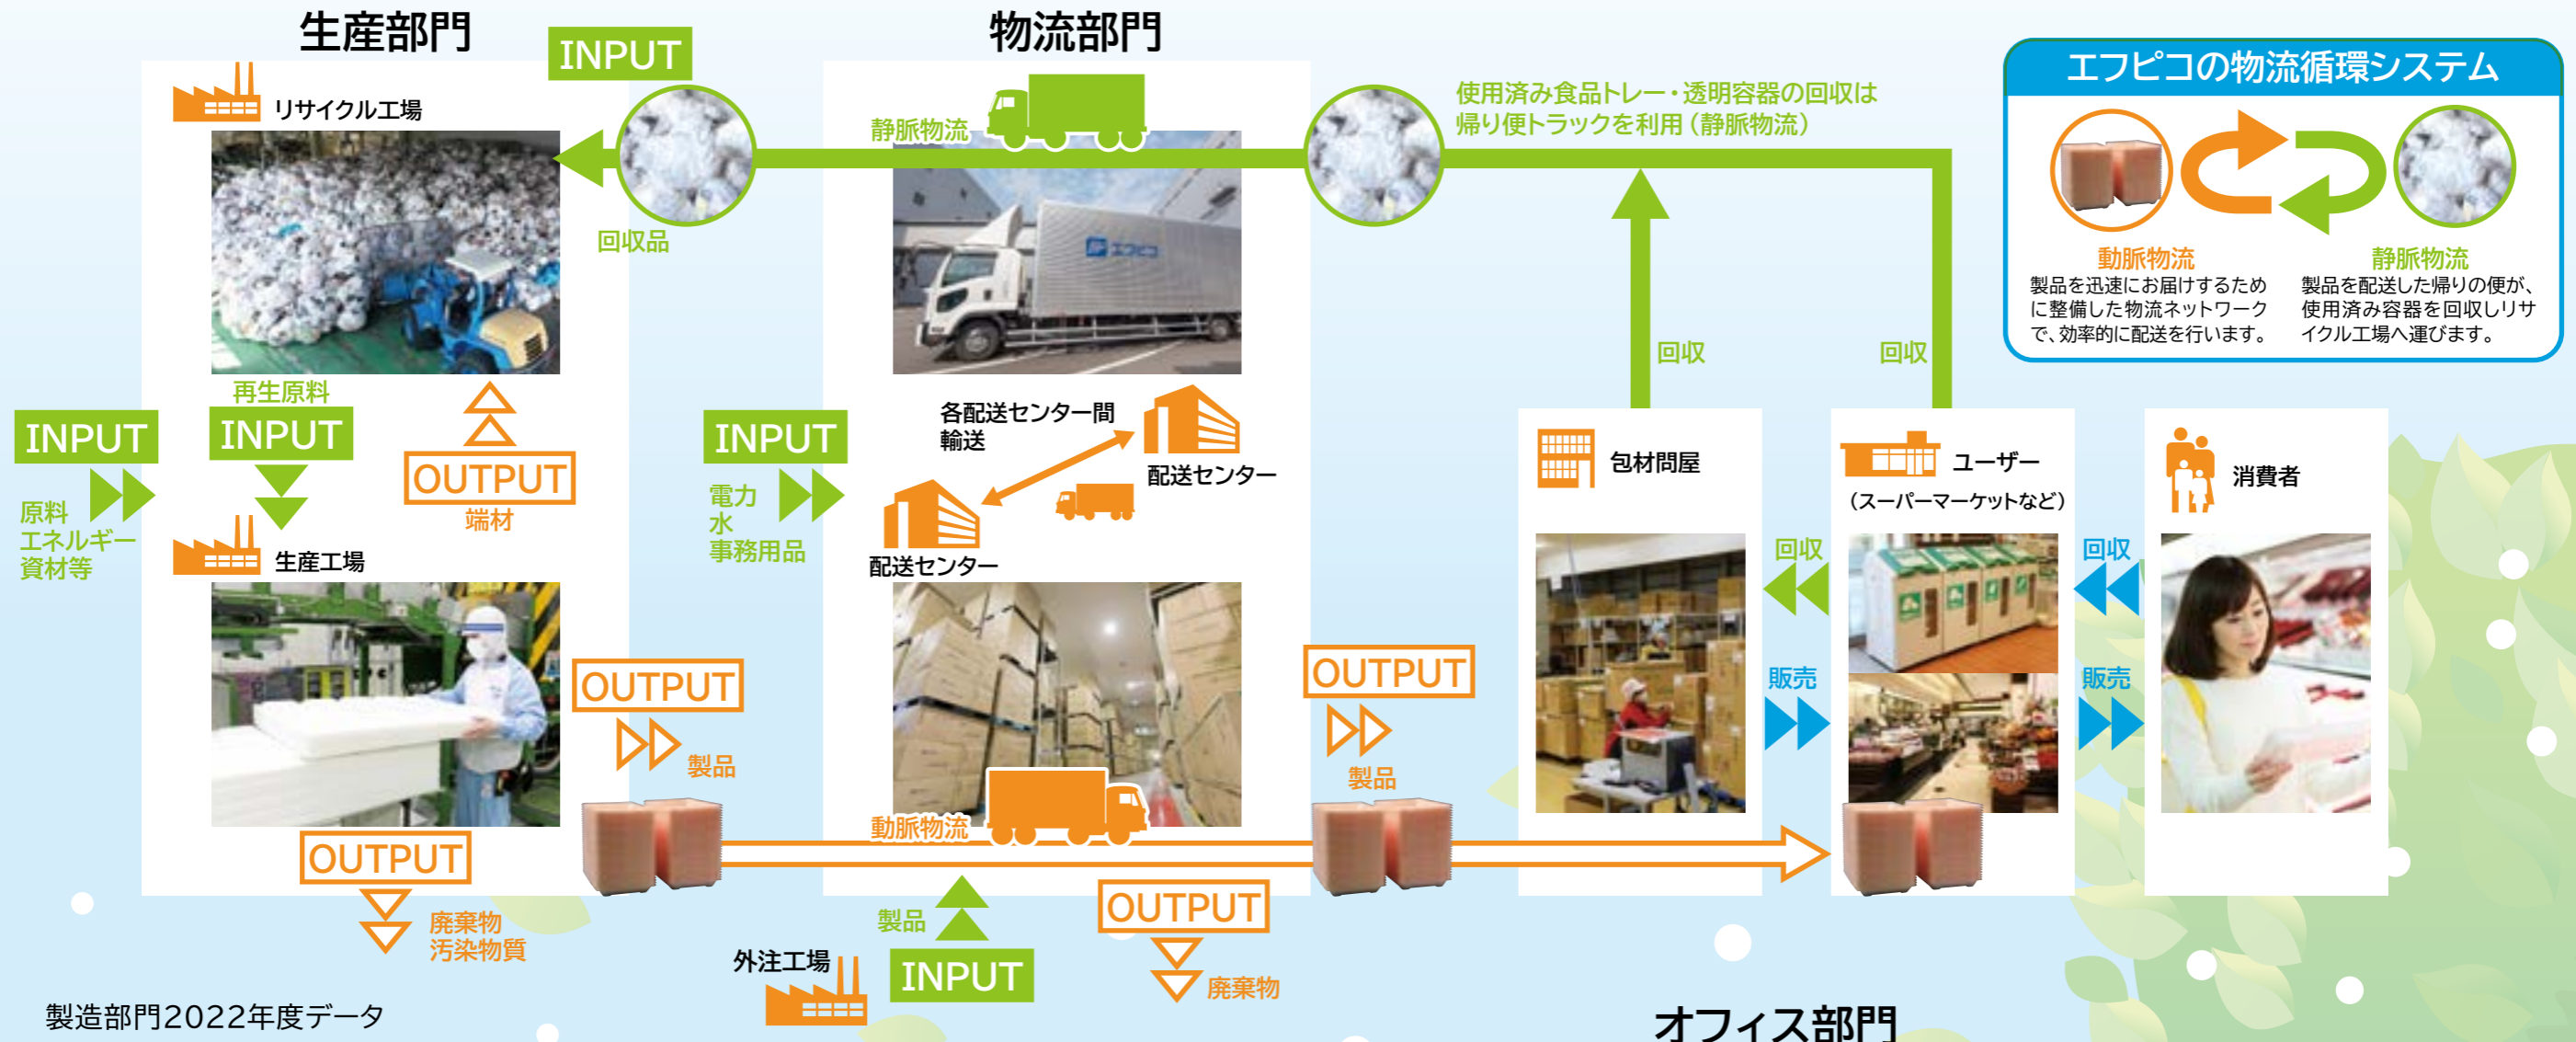 生産部門
INPUT
リサイクル工場
回収品
再生原料
INPUT
INPUT
原料
エネルギー
資材等
OUTPUT
端材
生産工場
OUTPUT
製品
OUTPUT
廃棄物
汚染物質
製造部門2022年度データ
物流部門
静脈物流
エフピコ
INPUT
電力
水
事務用品
各配送センター間
輸送
配送センター
配送センター
動脈物流
製品
INPUT
外注工場
OUTPUT
廃棄物
OUTPUT
製品
使用済み食品トレー・透明容器の回収は
帰り便トラックを利用（静脈物流）
回収
回収
包材問屋
ユーザー
（スーパーマーケットなど）
消費者
回収
回収
販売
販売
オフィス部門
エフピコの物流循環システム
動脈物流
製品を迅速にお届けするため
に整備した物流ネットワーク
で、効率的に配送を行います。
静脈物流
製品を配送した帰りの便が、
使用済み容器を回収しリサ
イクル工場へ運びます。